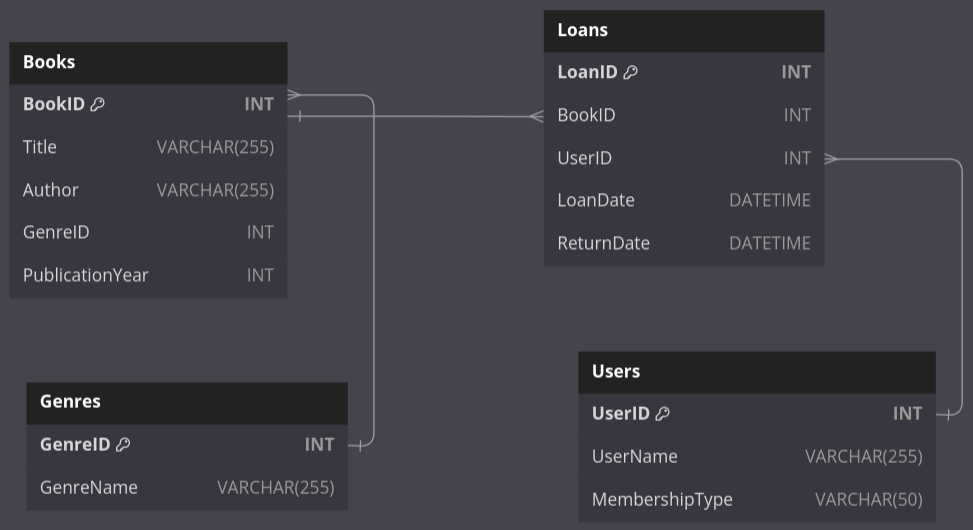 Books
BookID INT
Title VARCHAR(255)
Author VARCHAR(255)
GenreID INT
PublicationYear INT
Loans
LoanID INT
BookID INT
UserID INT
LoanDate DATETIME
ReturnDate DATETIME
Genres
GenreID INT
GenreName VARCHAR(255)
Users
UserID INT
UserName VARCHAR(255)
MembershipType VARCHAR(50)